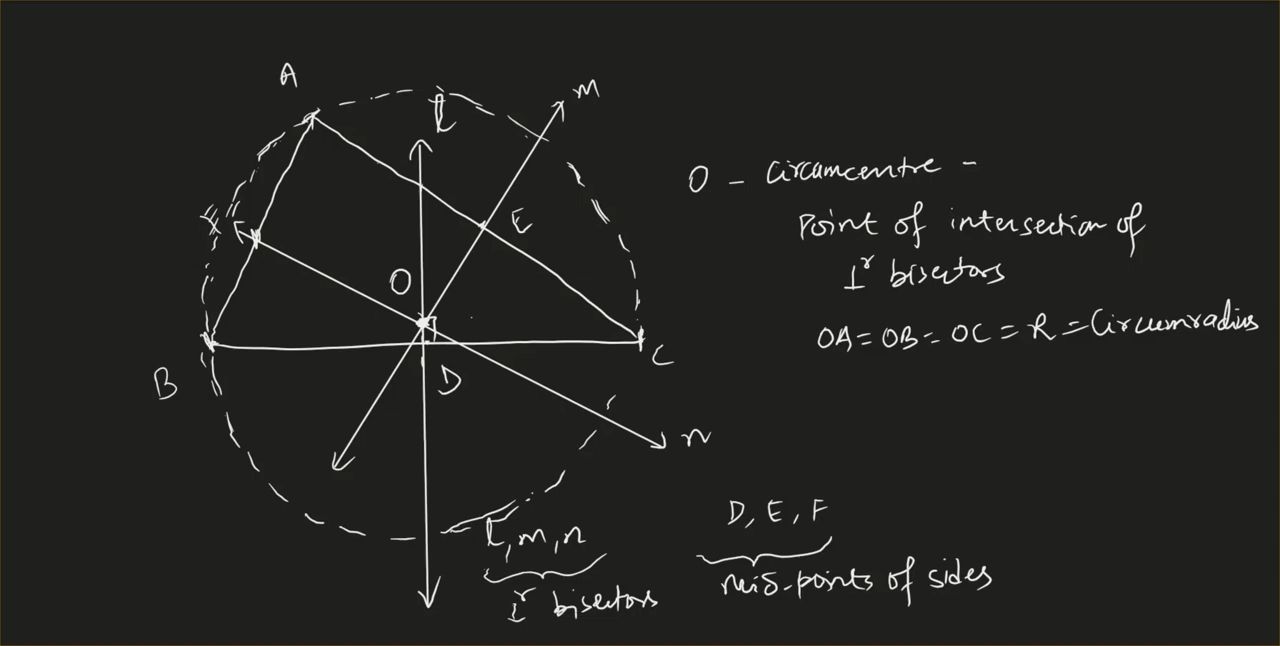 A
l
m
O - Circumcentre -
E
F
Point of intersection of
⊥r bisectors
O
OA = OB = OC = R = Circumradius
C
B
D
n
D, E, F
l, m, n
mid-points of sides
⊥r bisectors